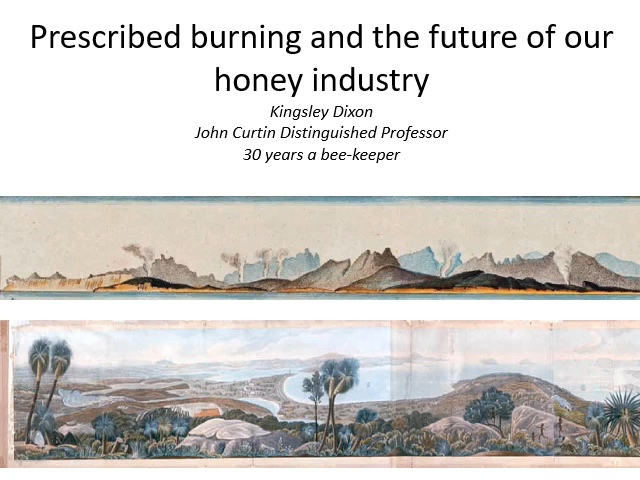 Prescribed burning and the future of our
honey industry
Kingsley Dixon
John Curtin Distinguished Professor
30 years a bee-keeper